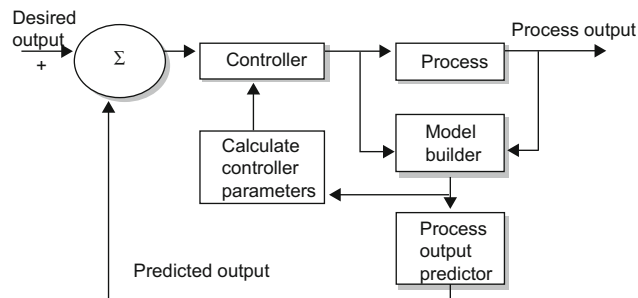 Desired
output
+
Σ
Controller
Process
Process output
Calculate
controller
parameters
Model
builder
Process
output
predictor
Predicted output